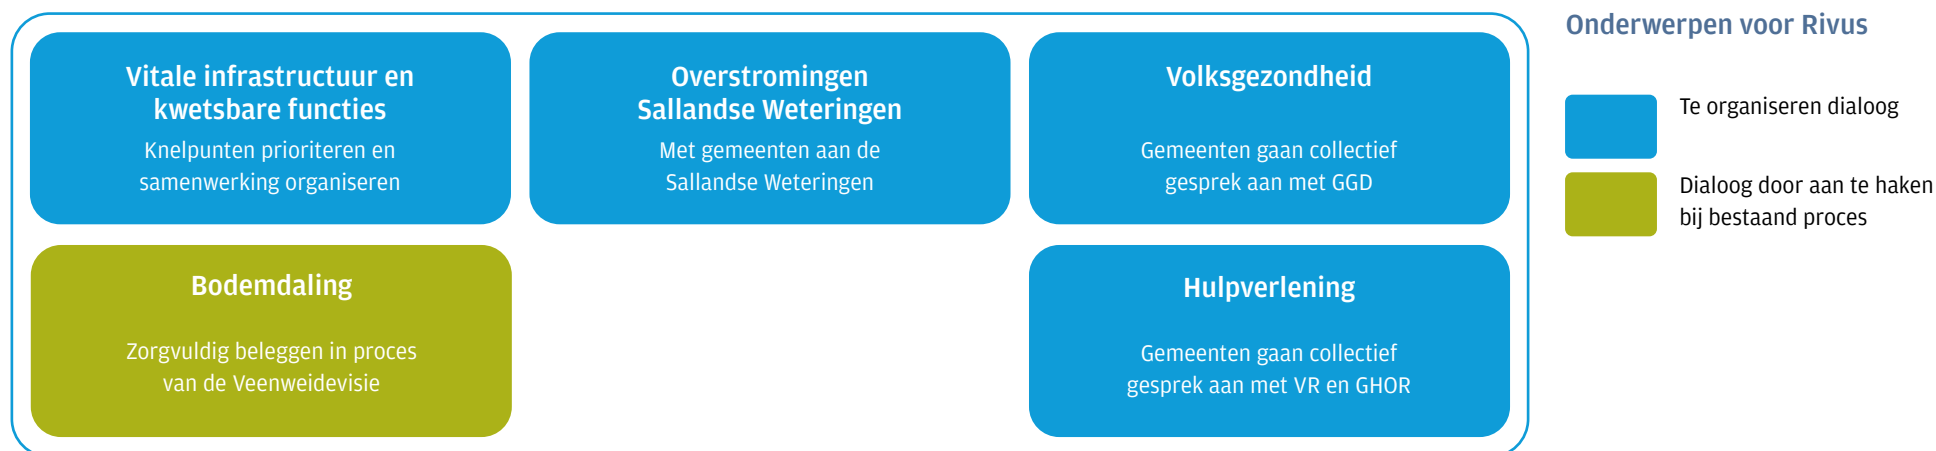 Vitale infrastructuur en
kwetsbare functies
Knelpunten prioriteren en
samenwerking organiseren
Overstromingen
Sallandse Weteringen
Met gemeenten aan de
Sallandse Weteringen
Volksgezondheid
Gemeenten gaan collectief
gesprek aan met GGD
Bodemdaling
Zorgvuldig beleggen in proces
van de Veenweidevisie
Hulpverlening
Gemeenten gaan collectief
gesprek aan met VR en GHOR
Onderwerpen voor Rivus
Te organiseren dialoog
Dialoog door aan te haken
bij bestaand proces